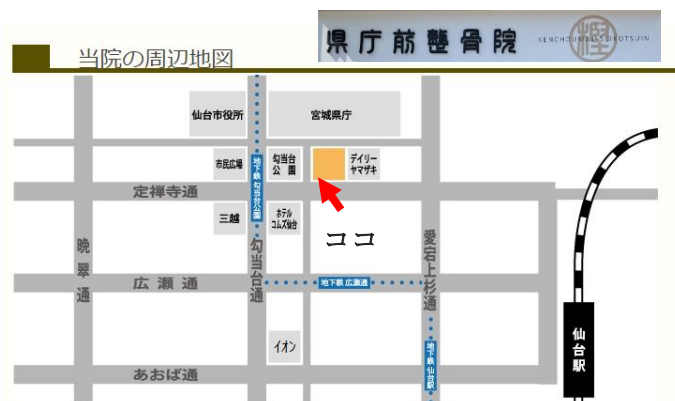 当院の周辺地図
県庁前整骨院
仙台市役所
宮城県庁
市民広場
地下鉄勾当台公園
勾当台
公園
デイリー
ヤマザキ
定禅寺通
三越
ホテル
コムズ仙台
ココ
晩翠通
勾当台通
愛宕上杉通
広瀬通
地下鉄広瀬通
仙台駅
イオン
地下鉄仙台駅
あおば通